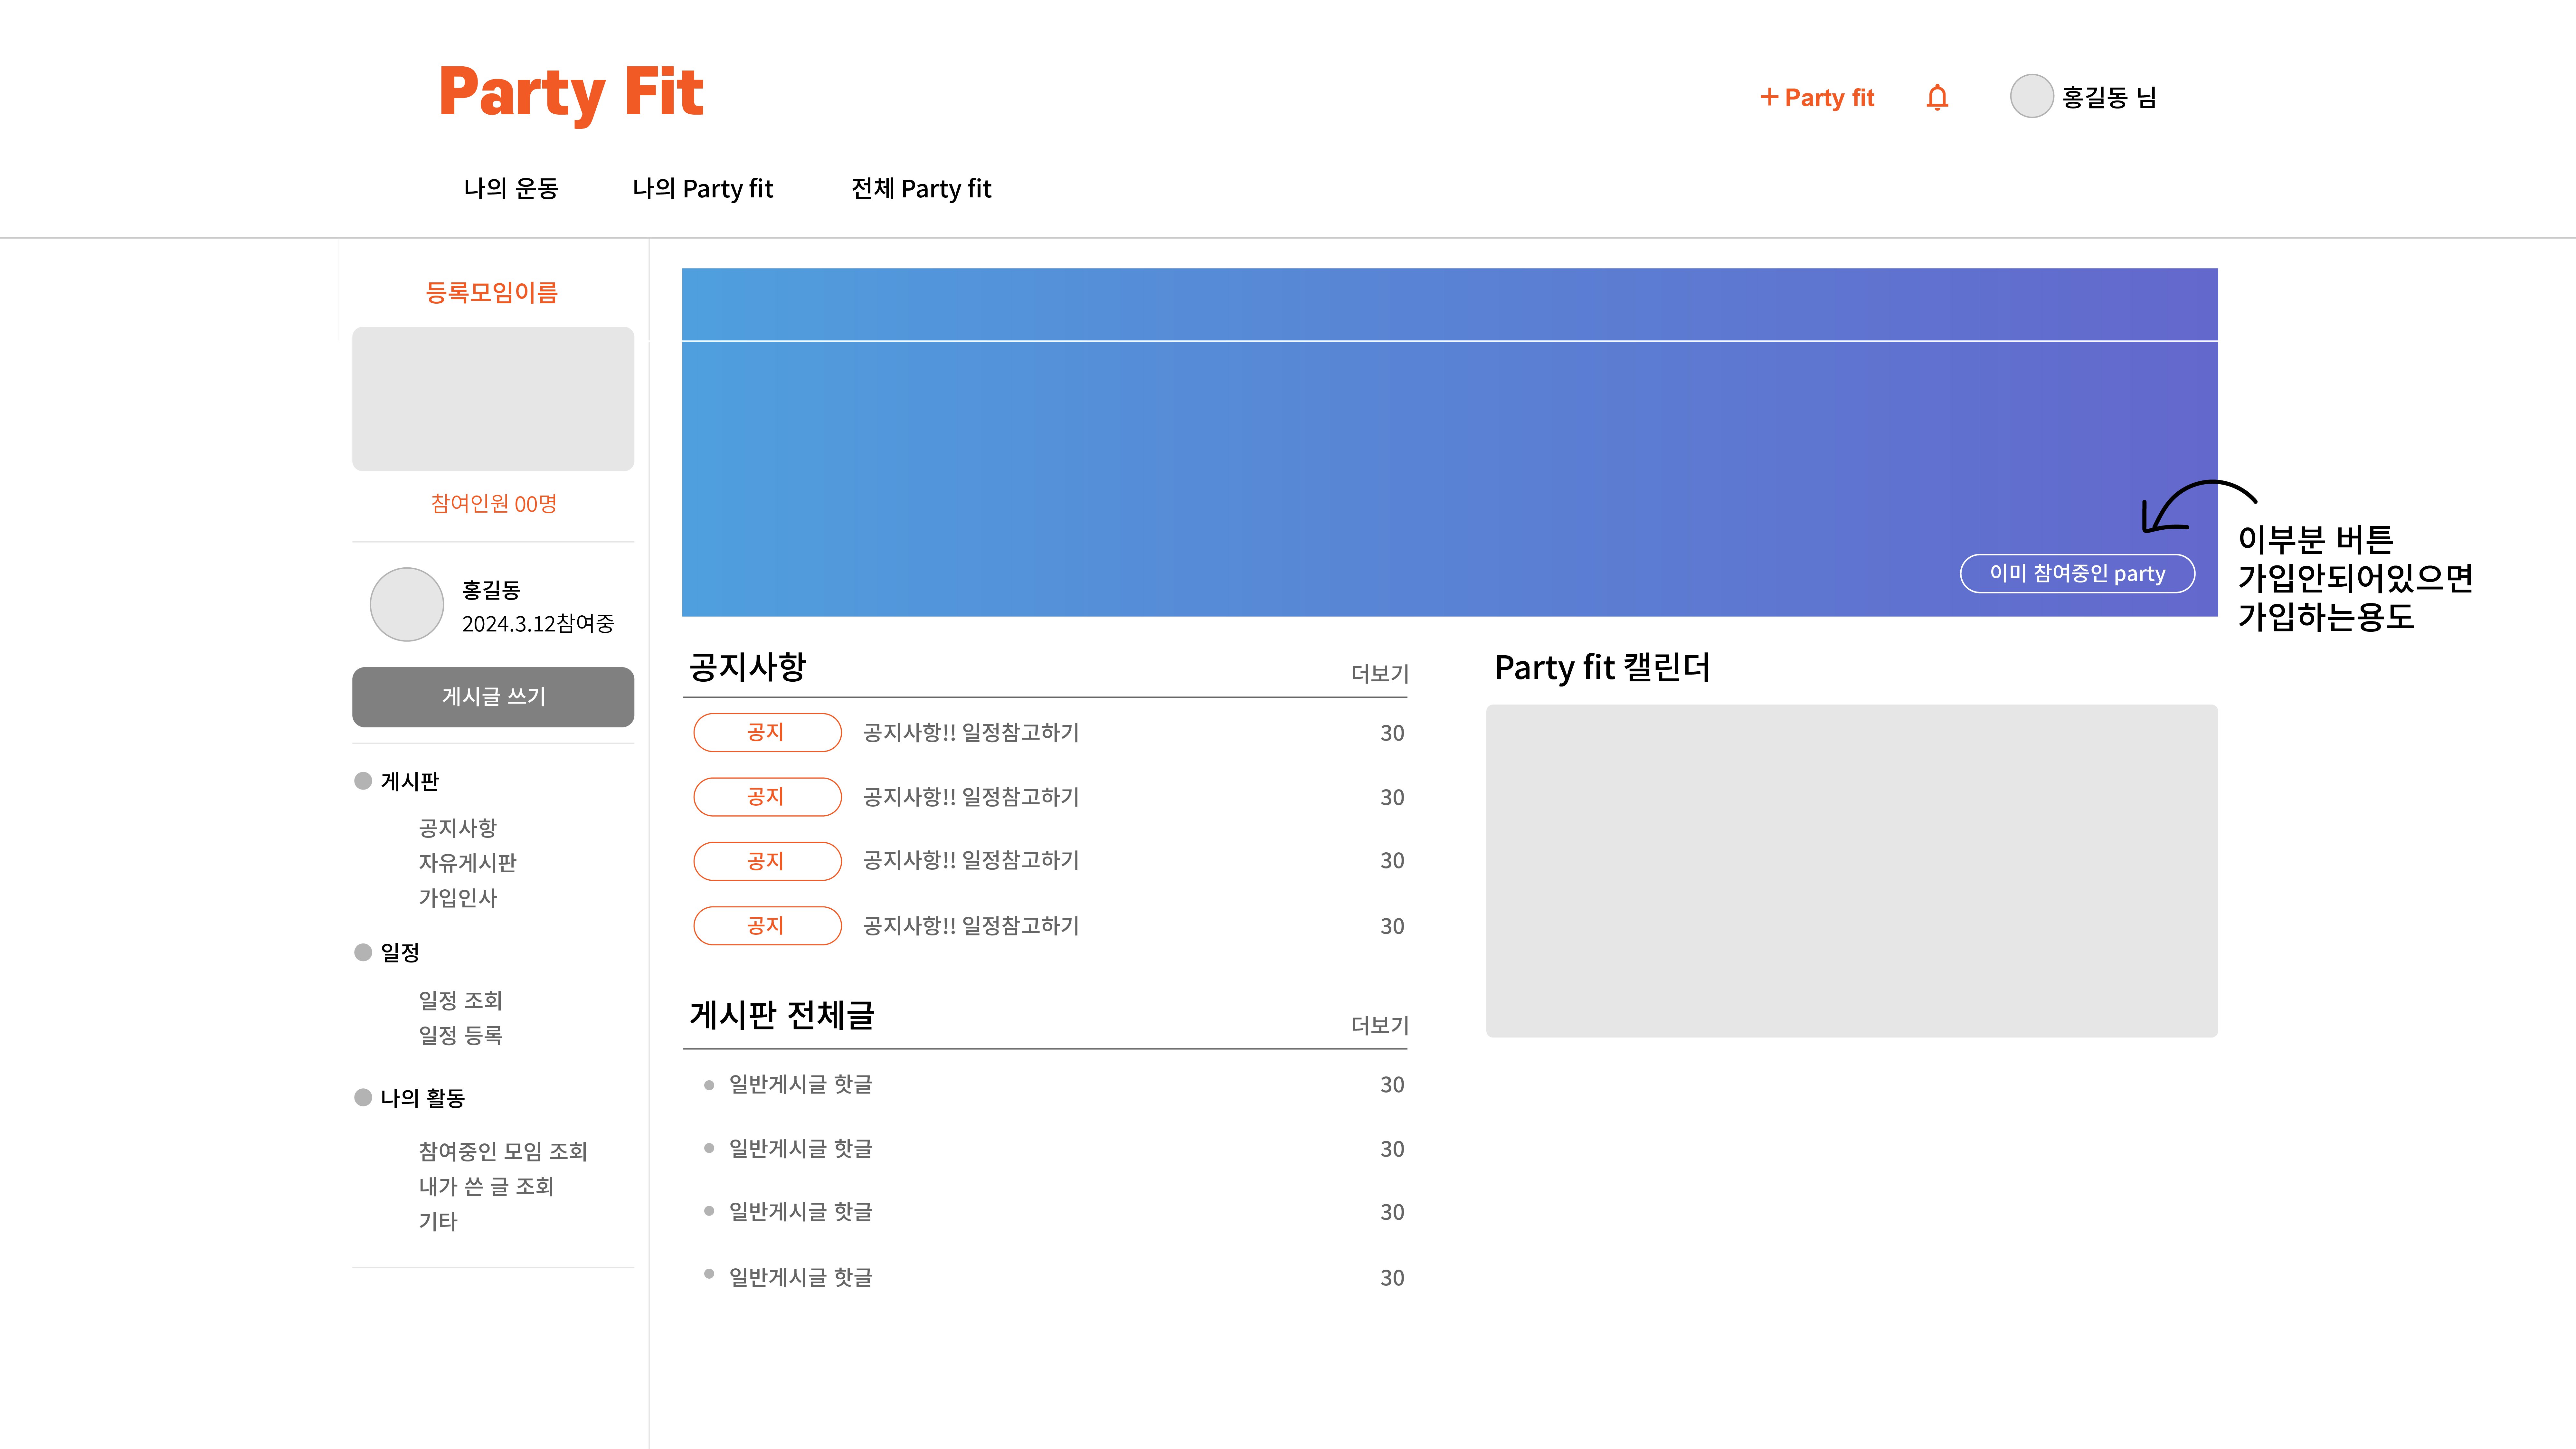 Party Fit
+ Party fit
홍길동 님
나의 운동
나의 Party fit
전체 Party fit
등록모임이름
참여인원 00명
홍길동
2024.3.12참여중
게시글 쓰기
게시판
공지사항
자유게시판
가입인사
일정
일정 조회
일정 등록
나의 활동
참여중인 모임 조회
내가 쓴 글 조회
기타
이미 참여중인 party
이부분 버튼
가입안되어있으면
가입하는용도
공지사항
더보기
공지 공지사항!! 일정참고하기 30
공지 공지사항!! 일정참고하기 30
공지 공지사항!! 일정참고하기 30
공지 공지사항!! 일정참고하기 30
게시판 전체글
더보기
일반게시글 핫글 30
일반게시글 핫글 30
일반게시글 핫글 30
일반게시글 핫글 30
Party fit 캘린더